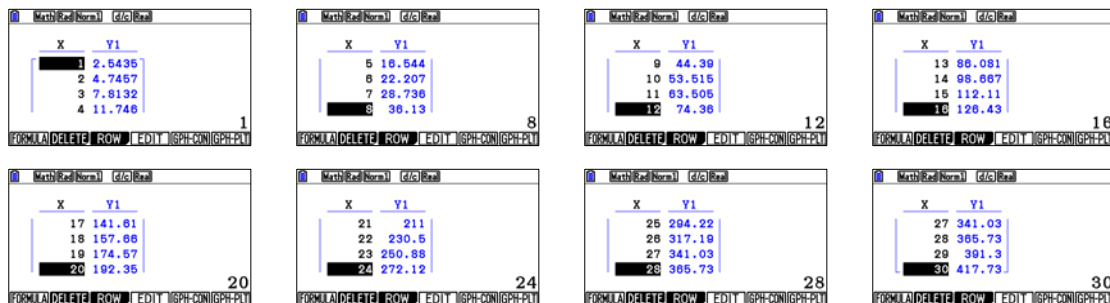 Math Rad Norm1 d/c Real
X Y1
1 2.5435
2 4.7457
3 7.8132
4 11.746
1
FORMULA DELETE ROW EDIT GPH-CON GPH-PLT
Math Rad Norm1 d/c Real
X Y1
5 16.544
6 22.207
7 28.736
8 36.13
8
FORMULA DELETE ROW EDIT GPH-CON GPH-PLT
Math Rad Norm1 d/c Real
X Y1
9 44.39
10 53.515
11 63.505
12 74.36
12
FORMULA DELETE ROW EDIT GPH-CON GPH-PLT
Math Rad Norm1 d/c Real
X Y1
13 86.081
14 98.667
15 112.11
16 126.43
16
FORMULA DELETE ROW EDIT GPH-CON GPH-PLT
Math Rad Norm1 d/c Real
X Y1
17 141.61
18 157.66
19 174.57
20 192.35
20
FORMULA DELETE ROW EDIT GPH-CON GPH-PLT
Math Rad Norm1 d/c Real
X Y1
21 211
22 230.5
23 250.88
24 272.12
24
FORMULA DELETE ROW EDIT GPH-CON GPH-PLT
Math Rad Norm1 d/c Real
X Y1
25 294.22
26 317.19
27 341.03
28 365.73
28
FORMULA DELETE ROW EDIT GPH-CON GPH-PLT
Math Rad Norm1 d/c Real
X Y1
27 341.03
28 365.73
29 391.3
30 417.73
30
FORMULA DELETE ROW EDIT GPH-CON GPH-PLT